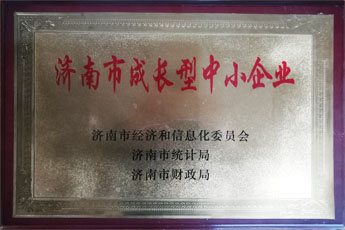 济南市成长型中小企业
济南市经济和信息化委员会
济南市统计局
济南市财政局